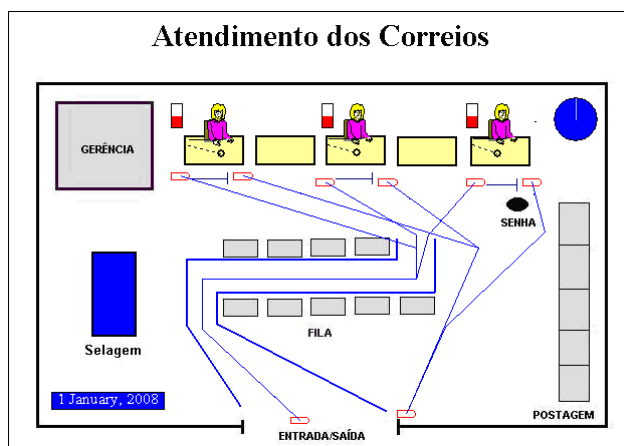 Atendimento dos Correios
GERÊNCIA
SENHA
Selagem
FILA
1 January, 2008
POSTAGEM
ENTRADA/SAÍDA